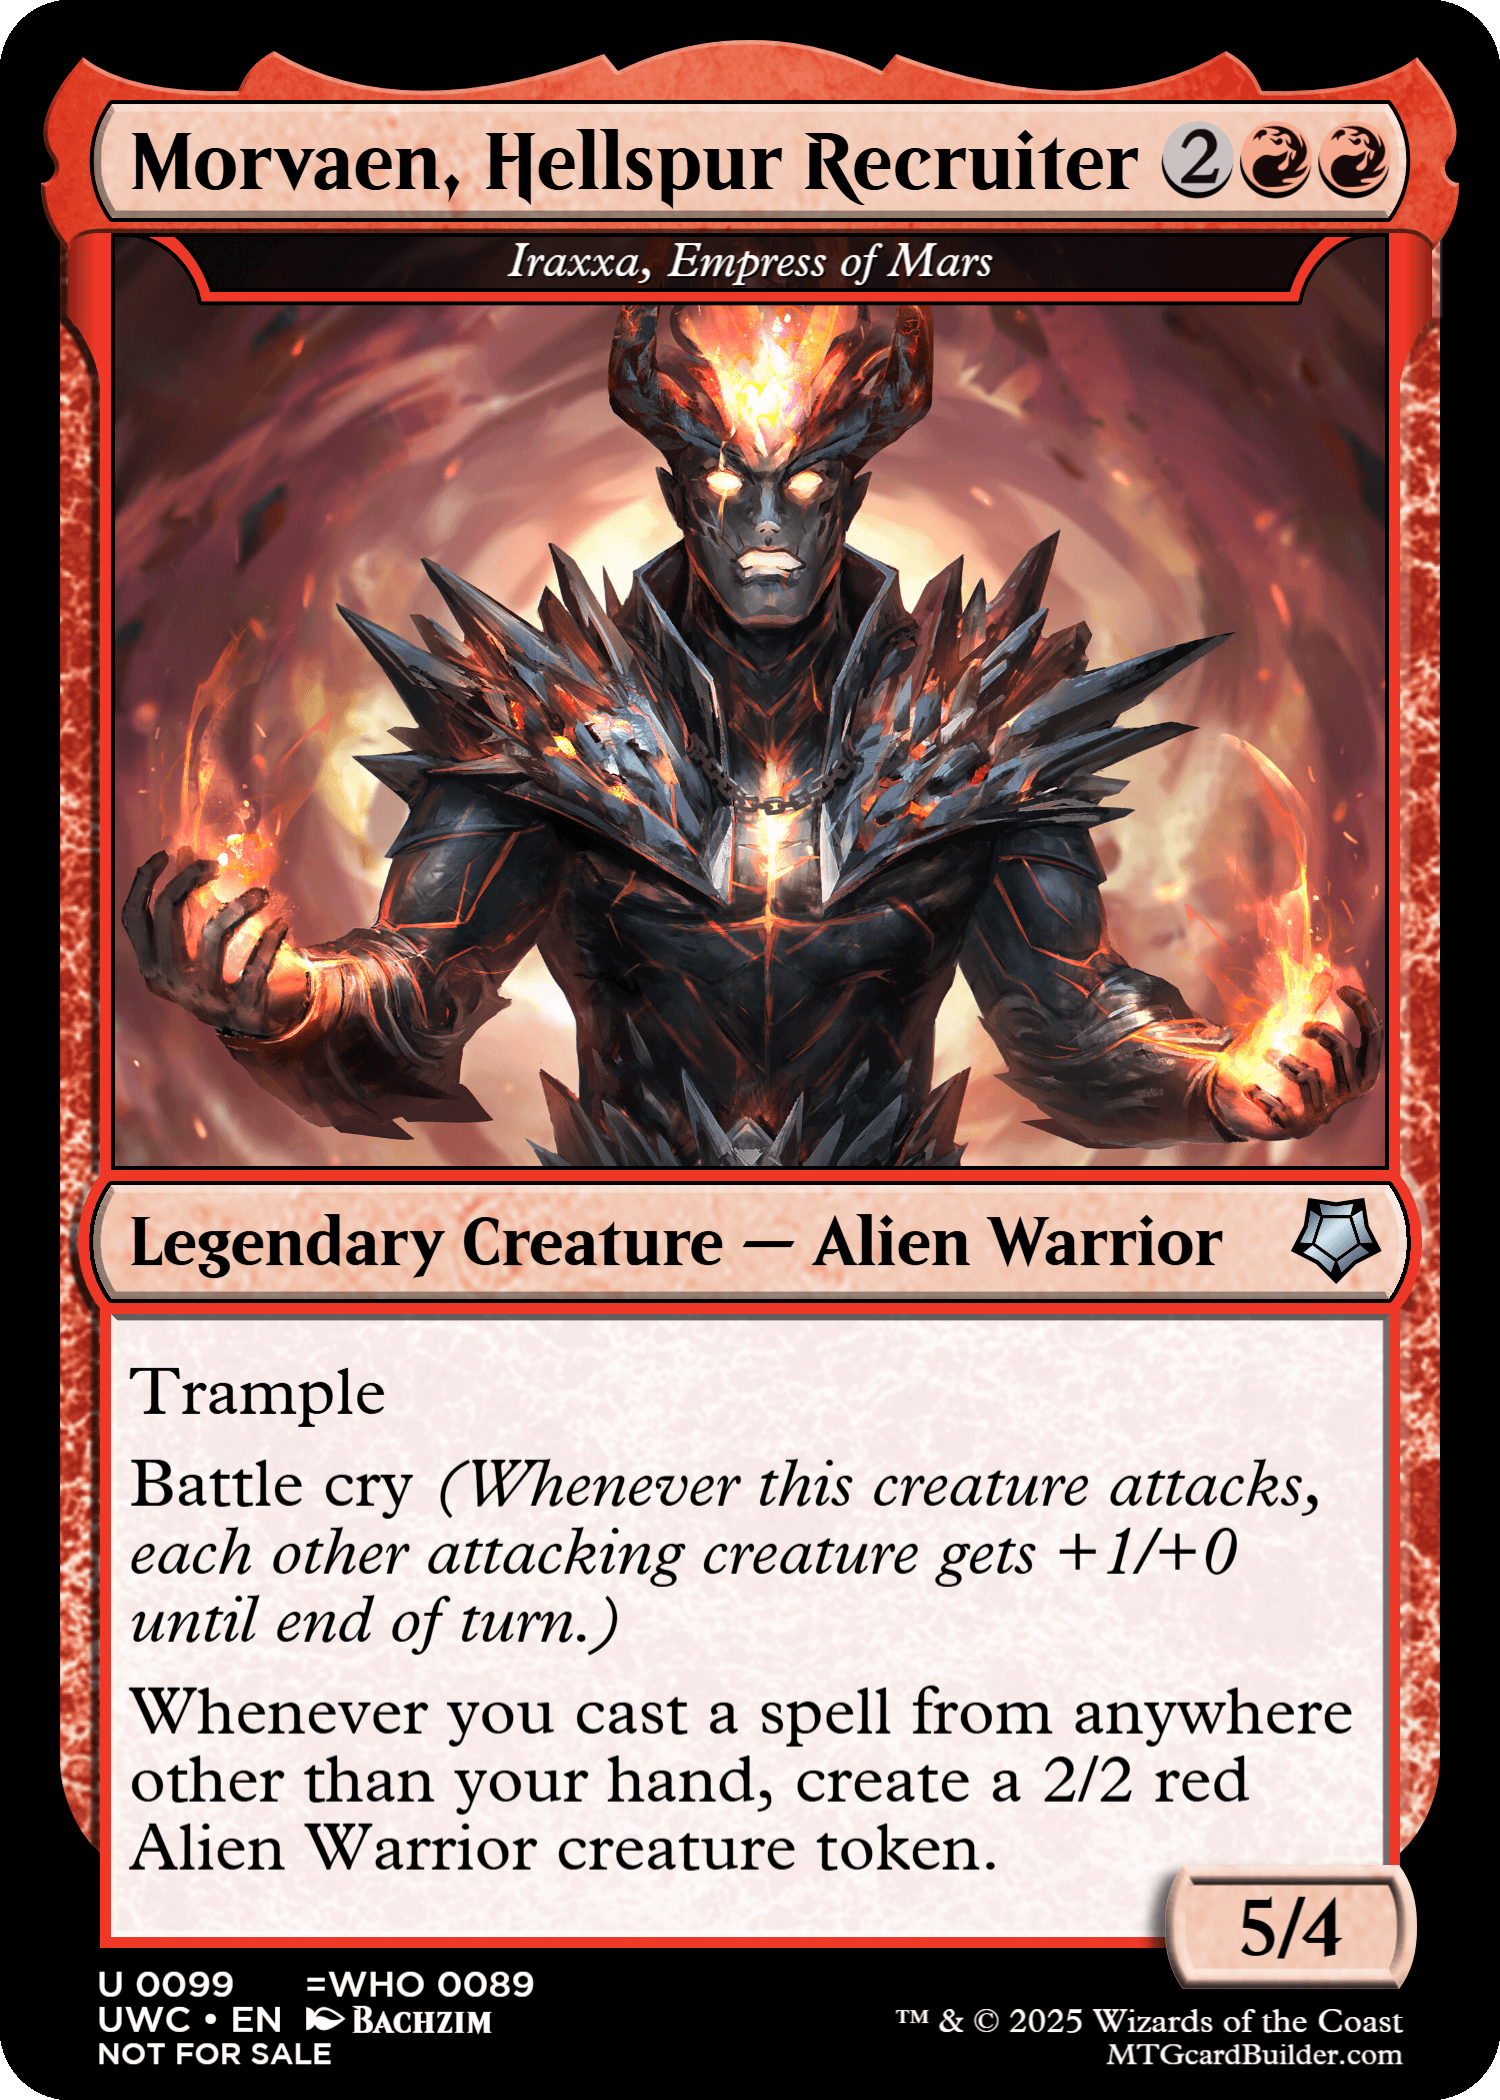 Morvaen, Hellspur Recruiter 2
Iraxxa, Empress of Mars
Legendary Creature — Alien Warrior
Trample
Battle cry (Whenever this creature attacks,
each other attacking creature gets +1/+0
until end of turn.)
Whenever you cast a spell from anywhere
other than your hand, create a 2/2 red
Alien Warrior creature token.
5/4
U 0099 =WHO 0089
UWC • EN Bachzim
NOT FOR SALE
™ & © 2025 Wizards of the Coast
MTGcardBuilder.com